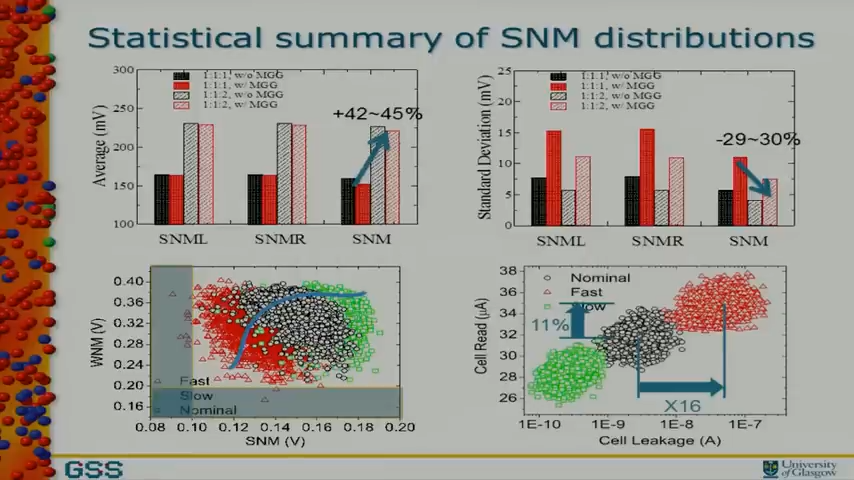 Statistical summary of SNM distributions
300
250
200
150
100
Average (mV)
1:1:1, w/o MGG
1:1:1, w/ MGG
1:1:2, w/o MGG
1:1:2, w/ MGG
+42~45%
SNML
SNMR
SNM
25
20
15
10
5
0
Standard Deviation (mV)
1:1:1, w/o MGG
1:1:1, w/ MGG
1:1:2, w/o MGG
1:1:2, w/ MGG
-29~30%
SNML
SNMR
SNM
0.40
0.36
0.32
0.28
0.24
0.20
0.16
WNM (V)
Fast
Slow
Nominal
0.08 0.10 0.12 0.14 0.16 0.18 0.20
SNM (V)
38
36
34
32
30
28
26
Cell Read (μA)
Nominal
Fast
Slow
11%
X16
1E-10 1E-9 1E-8 1E-7
Cell Leakage (A)
GSS
University
of Glasgow